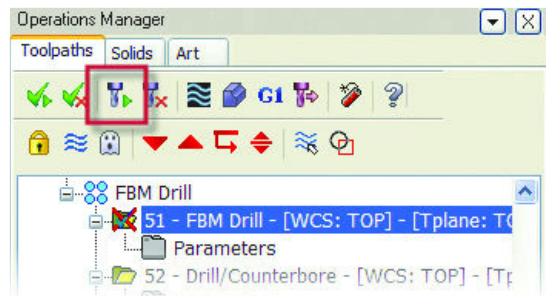 Operations Manager
Toolpaths Solids Art
G1
FBM Drill
51 - FBM Drill - [WCS: TOP] - [Tplane: TO
Parameters
52 - Drill/Counterbore - [WCS: TOP] - [Tp